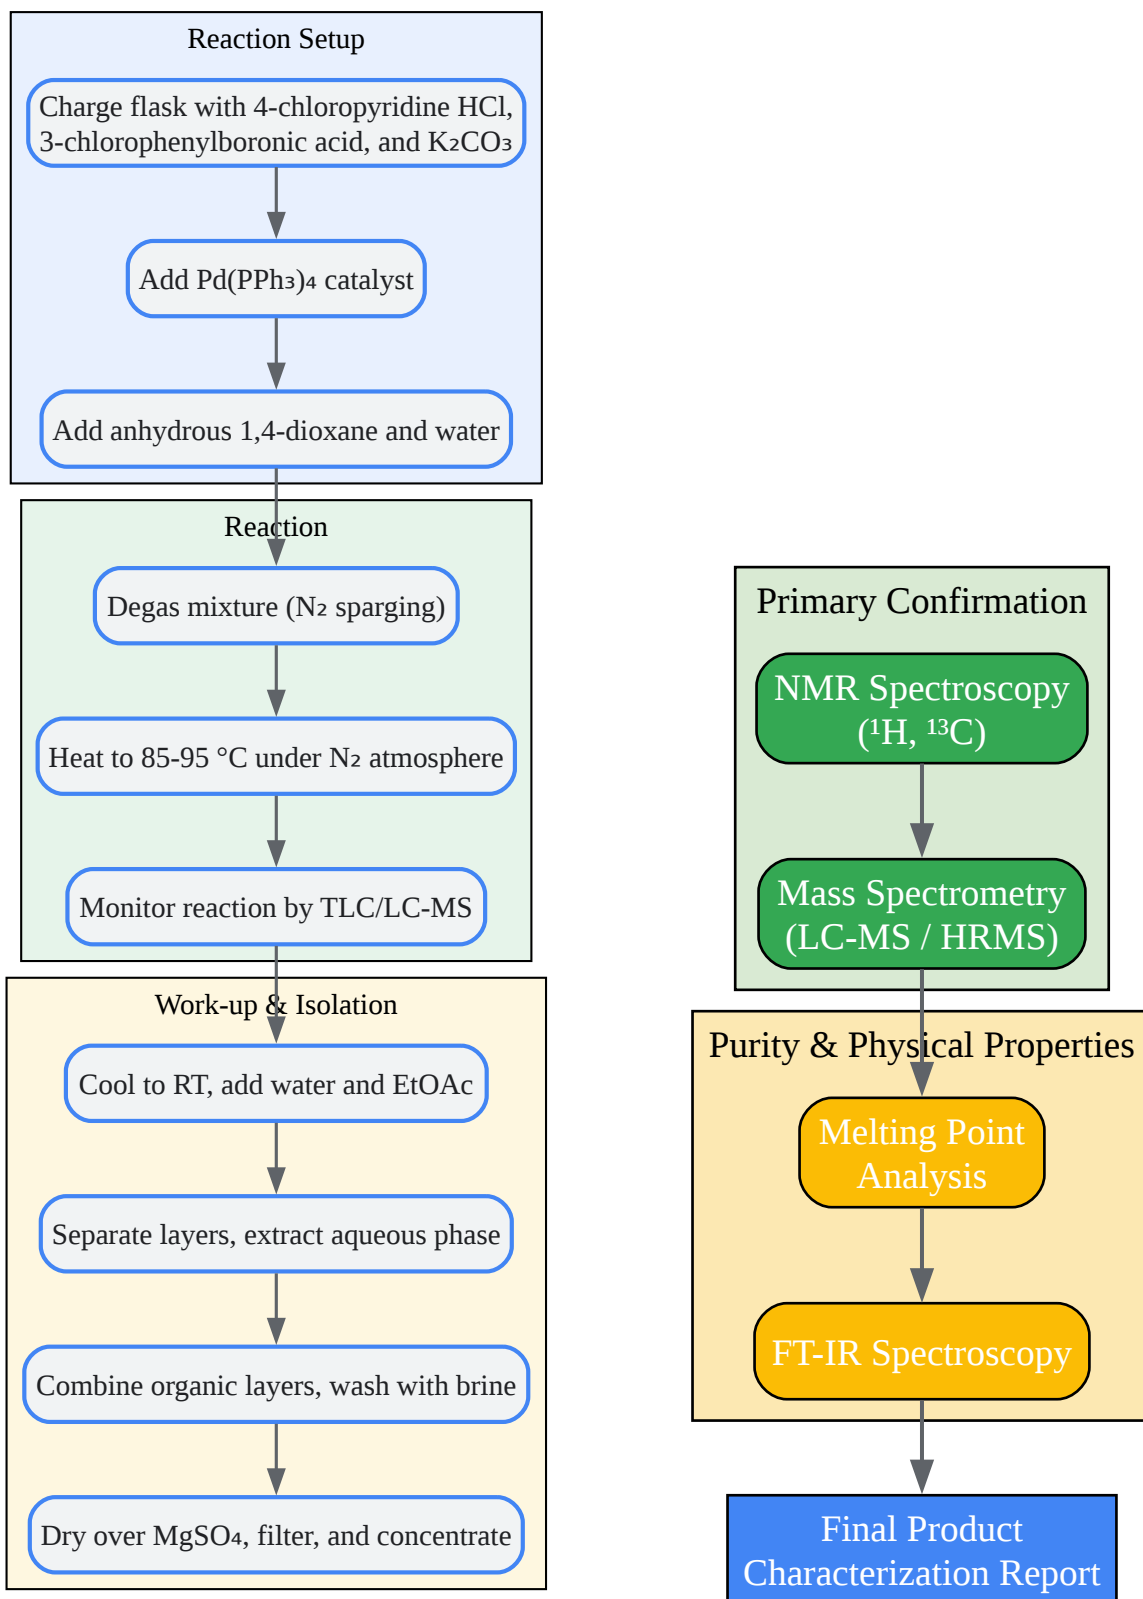 Reaction Setup
Charge flask with 4-chloropyridine HCl,
3-chlorophenylboronic acid, and K₂CO₃
Add Pd(PPh₃)₄ catalyst
Add anhydrous 1,4-dioxane and water
Reaction
Degas mixture (N₂ sparging)
Heat to 85-95 °C under N₂ atmosphere
Monitor reaction by TLC/LC-MS
Work-up & Isolation
Cool to RT, add water and EtOAc
Separate layers, extract aqueous phase
Combine organic layers, wash with brine
Dry over MgSO₄, filter, and concentrate
Primary Confirmation
NMR Spectroscopy
(¹H, ¹³C)
Mass Spectrometry
(LC-MS / HRMS)
Purity & Physical Properties
Melting Point
Analysis
FT-IR Spectroscopy
Final Product
Characterization Report